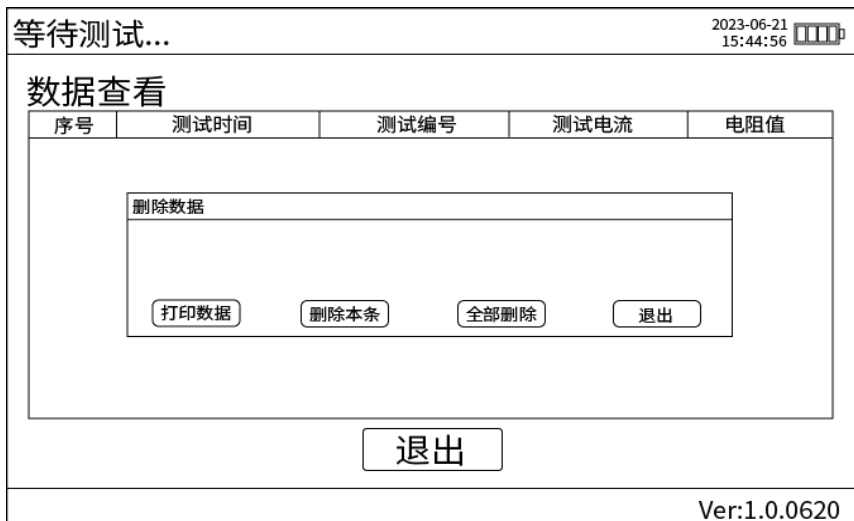 等待测试...
2023-06-21
15:44:56
数据查看
序号 测试时间 测试编号 测试电流 电阻值
删除数据
打印数据 删除本条 全部删除 退出
退出
Ver:1.0.0620